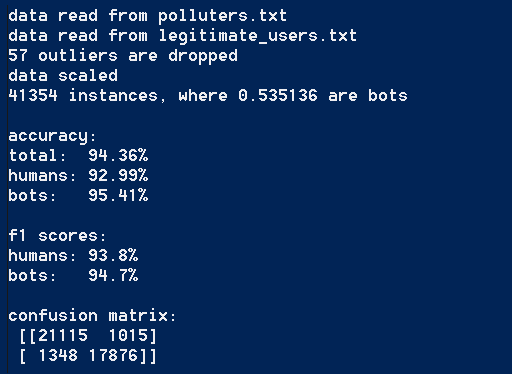 data read from polluters.txt
data read from legitimate_users.txt
57 outliers are dropped
data scaled
41354 instances, where 0.535136 are bots
accuracy:
total:  94.36%
humans: 92.99%
bots:   95.41%
f1 scores:
humans: 93.8%
bots:   94.7%
confusion matrix:
[[21115  1015]
[ 1348 17876]]